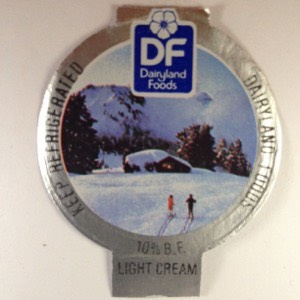 DF
Dairyland
Foods
KEEP REFRIGERATED
DAIRYLAND FOODS
10% B.F.
LIGHT CREAM